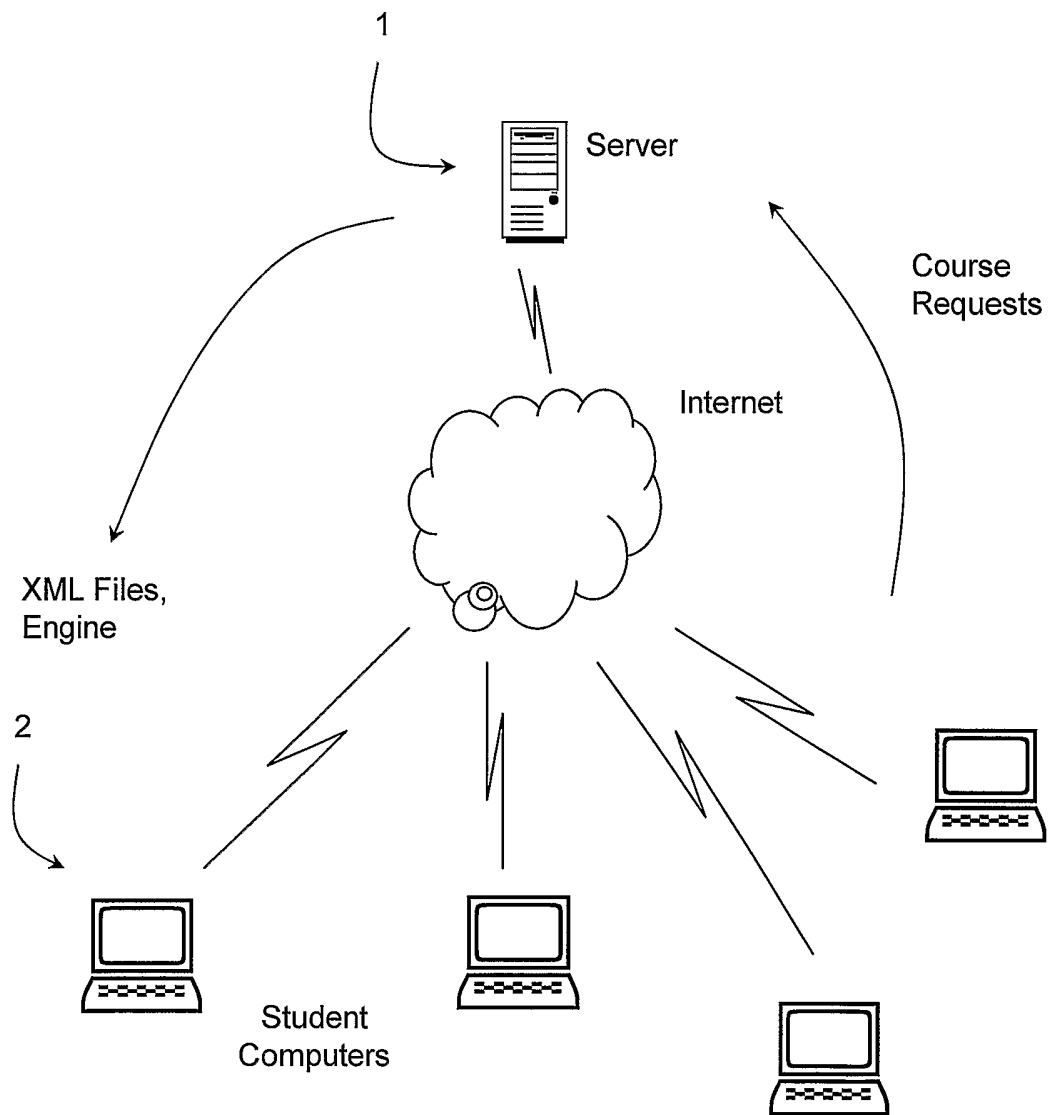 1
Server
Course
Requests
Internet
XML Files,
Engine
2
Student
Computers